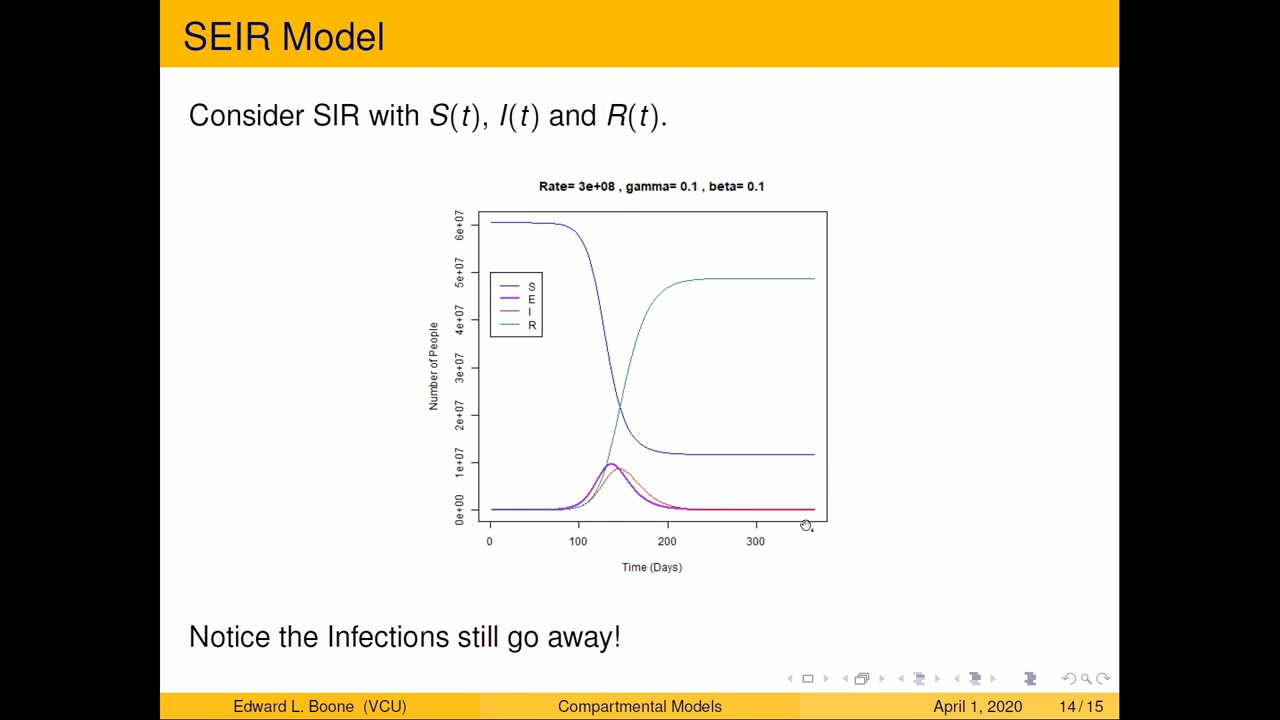 SEIR Model
Consider SIR with S(t), I(t) and R(t).
Rate= 3e+08 , gamma= 0.1 , beta= 0.1
Number of People
6e+07
5e+07
4e+07
3e+07
2e+07
1e+07
0e+00
S
E
I
R
0 100 200 300
Time (Days)
Notice the Infections still go away!
Edward L. Boone (VCU) Compartmental Models April 1, 2020 14 / 15